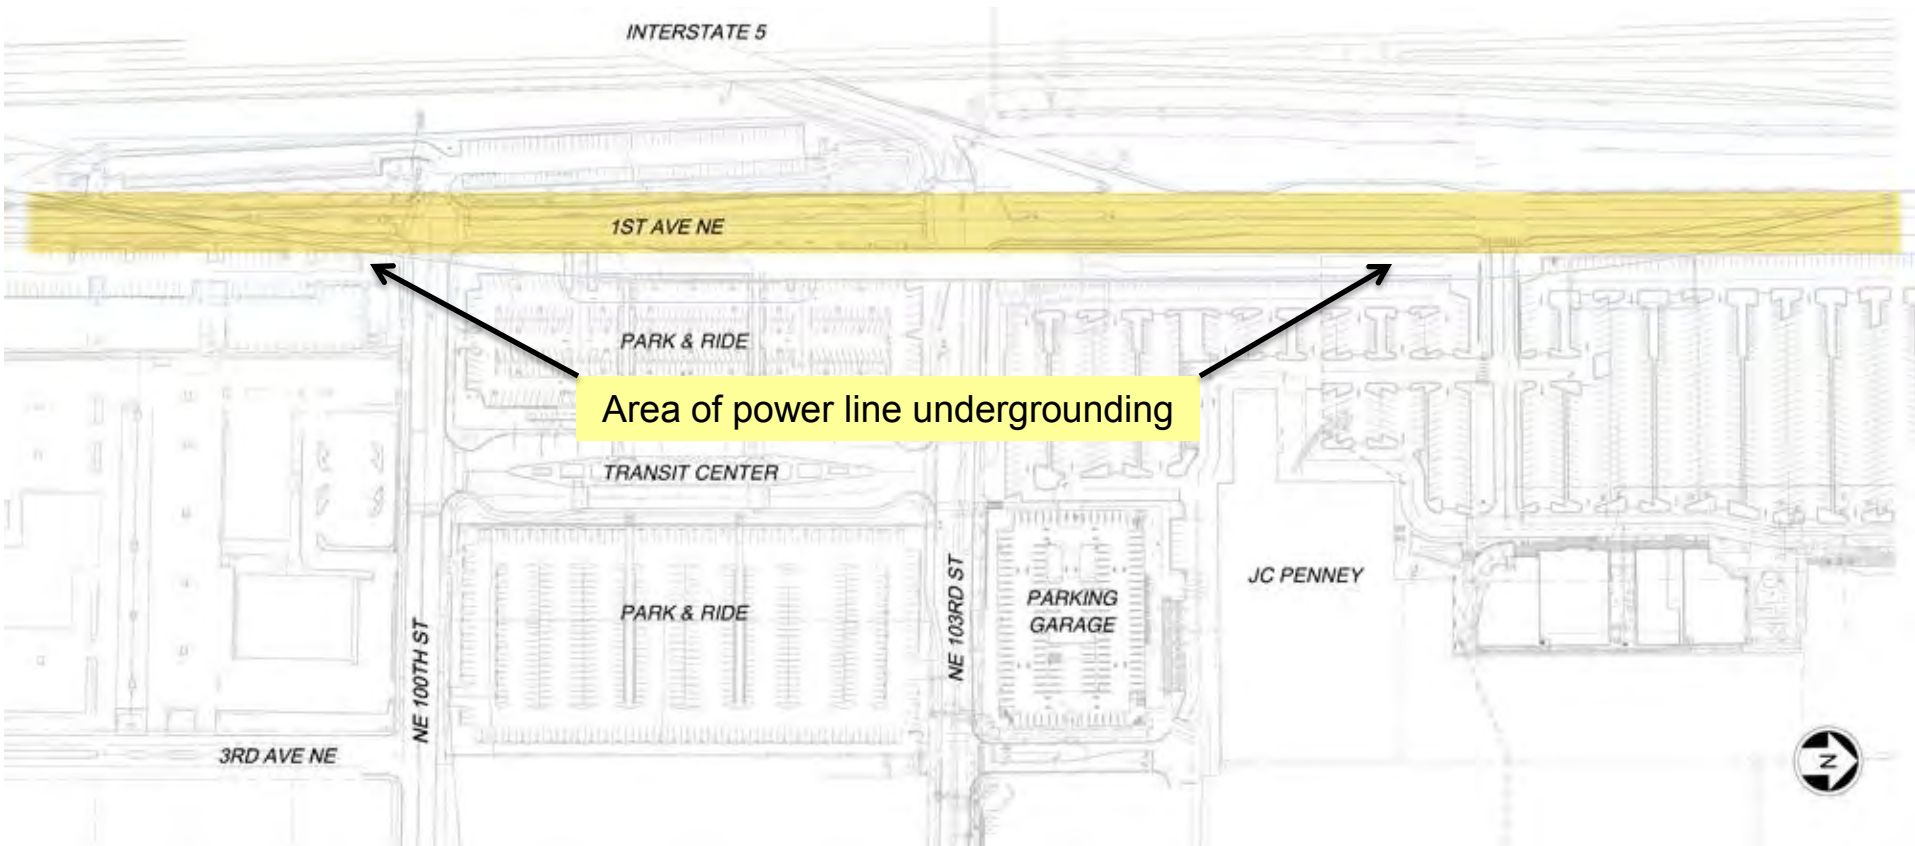 INTERSTATE 5
1ST AVE NE
PARK & RIDE
Area of power line undergrounding
TRANSIT CENTER
NE 100TH ST
PARK & RIDE
NE 103RD ST
PARKING
GARAGE
JC PENNEY
3RD AVE NE
N